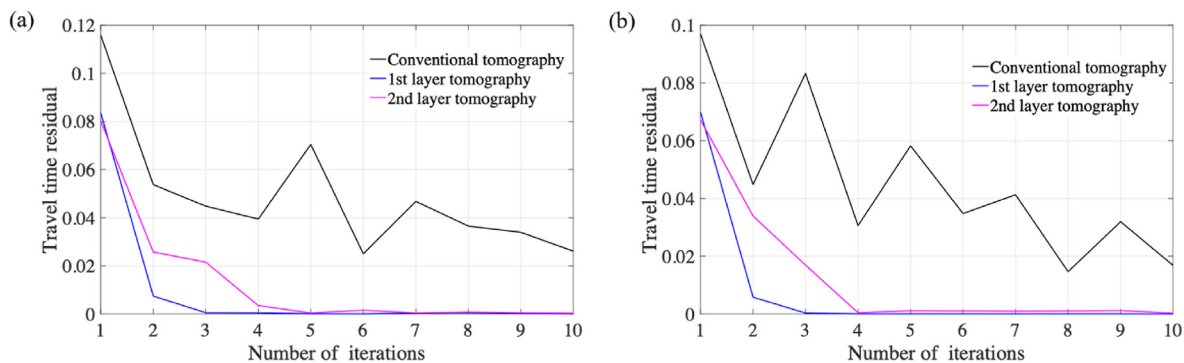 (a)
Travel time residual
0.12
0.1
0.08
0.06
0.04
0.02
0
Conventional tomography
1st layer tomography
2nd layer tomography
1 2 3 4 5 6 7 8 9 10
Number of iterations
(b)
Travel time residual
0.1
0.08
0.06
0.04
0.02
0
Conventional tomography
1st layer tomography
2nd layer tomography
1 2 3 4 5 6 7 8 9 10
Number of iterations